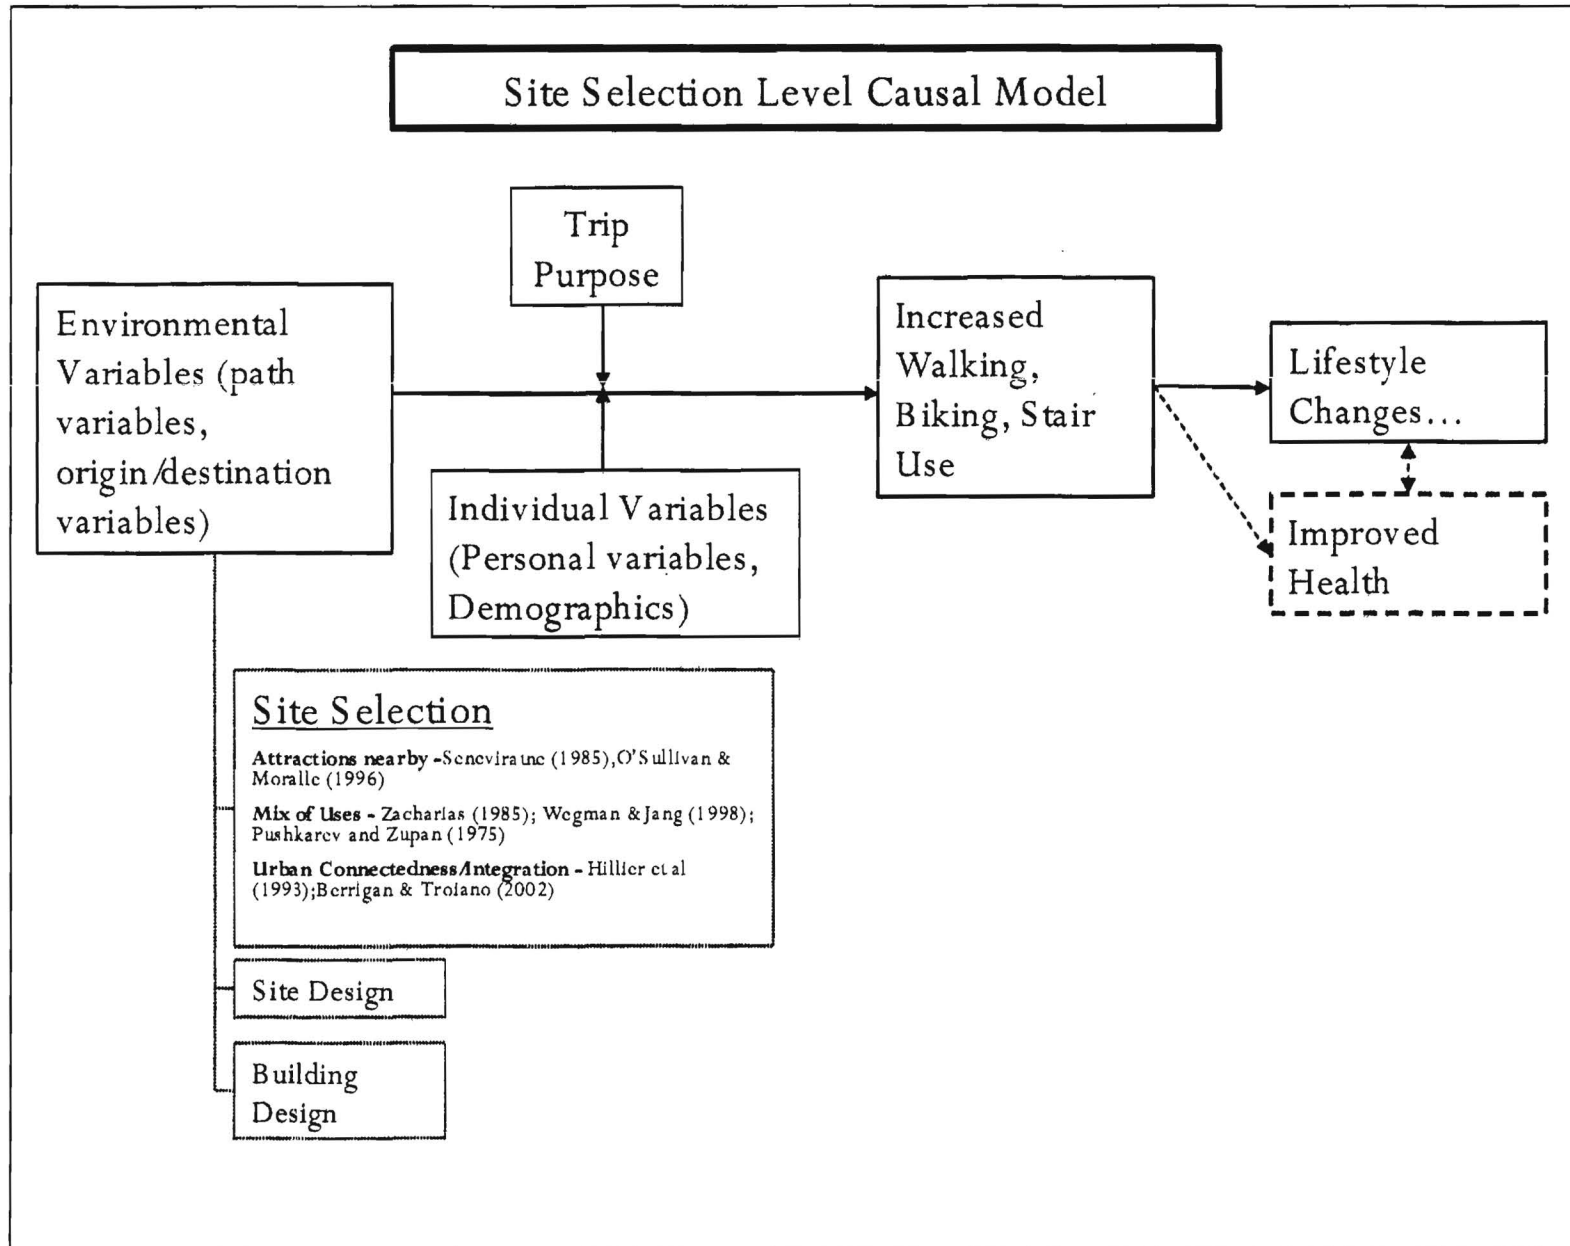 Site Selection Level Causal Model
Trip
Purpose
Environmental
Variables (path
variables,
origin/destination
variables)
Individual Variables
(Personal variables,
Demographics)
Increased
Walking,
Biking, Stair
Use
Lifestyle
Changes...
Improved
Health
Site Selection
Attractions nearby -Seneviratne (1985),O'Sullivan &
Moralle (1996)
Mix of Uses - Zacharias (1985); Wegman & Jang (1998);
Pushkarev and Zupan (1975)
Urban Connectedness/Integration - Hillier et al
(1993);Berrigan & Troiano (2002)
Site Design
Building
Design